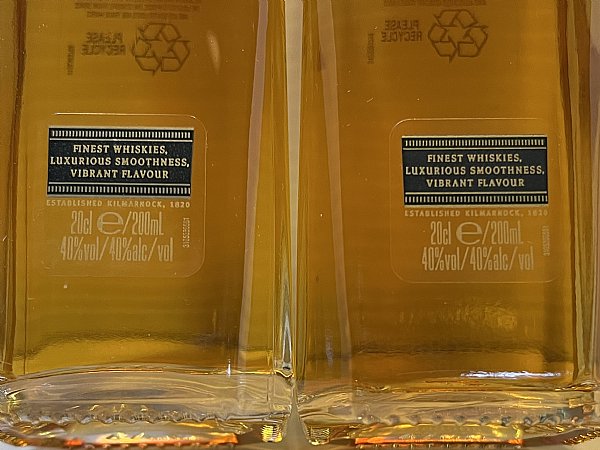 PLEASE
RECYCLE
FINEST WHISKIES,
LUXURIOUS SMOOTHNESS,
VIBRANT FLAVOUR
ESTABLISHED KILMARNOCK, 1820
20cl e/200mL
40%vol/40%alc/vol
PLEASE
RECYCLE
FINEST WHISKIES,
LUXURIOUS SMOOTHNESS,
VIBRANT FLAVOUR
ESTABLISHED KILMARNOCK, 1820
20cl e/200mL
40%vol/40%alc/vol